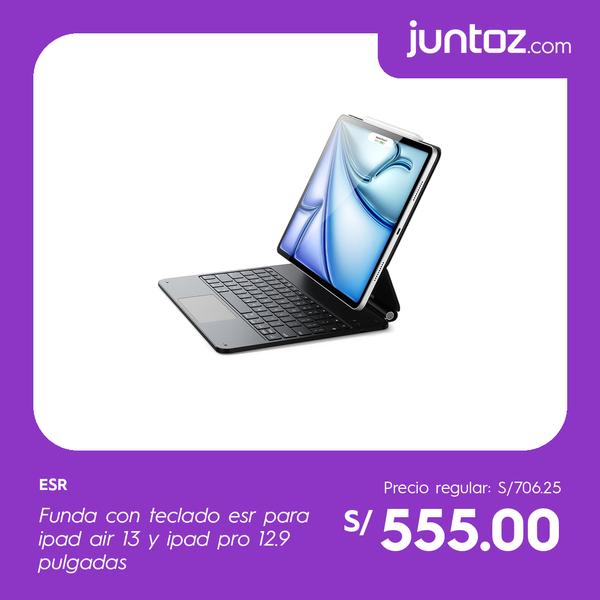 juntoz.com
ESR
Funda con teclado esr para
ipad air 13 y ipad pro 12.9
pulgadas
Precio regular: S/706.25
S/ 555.00